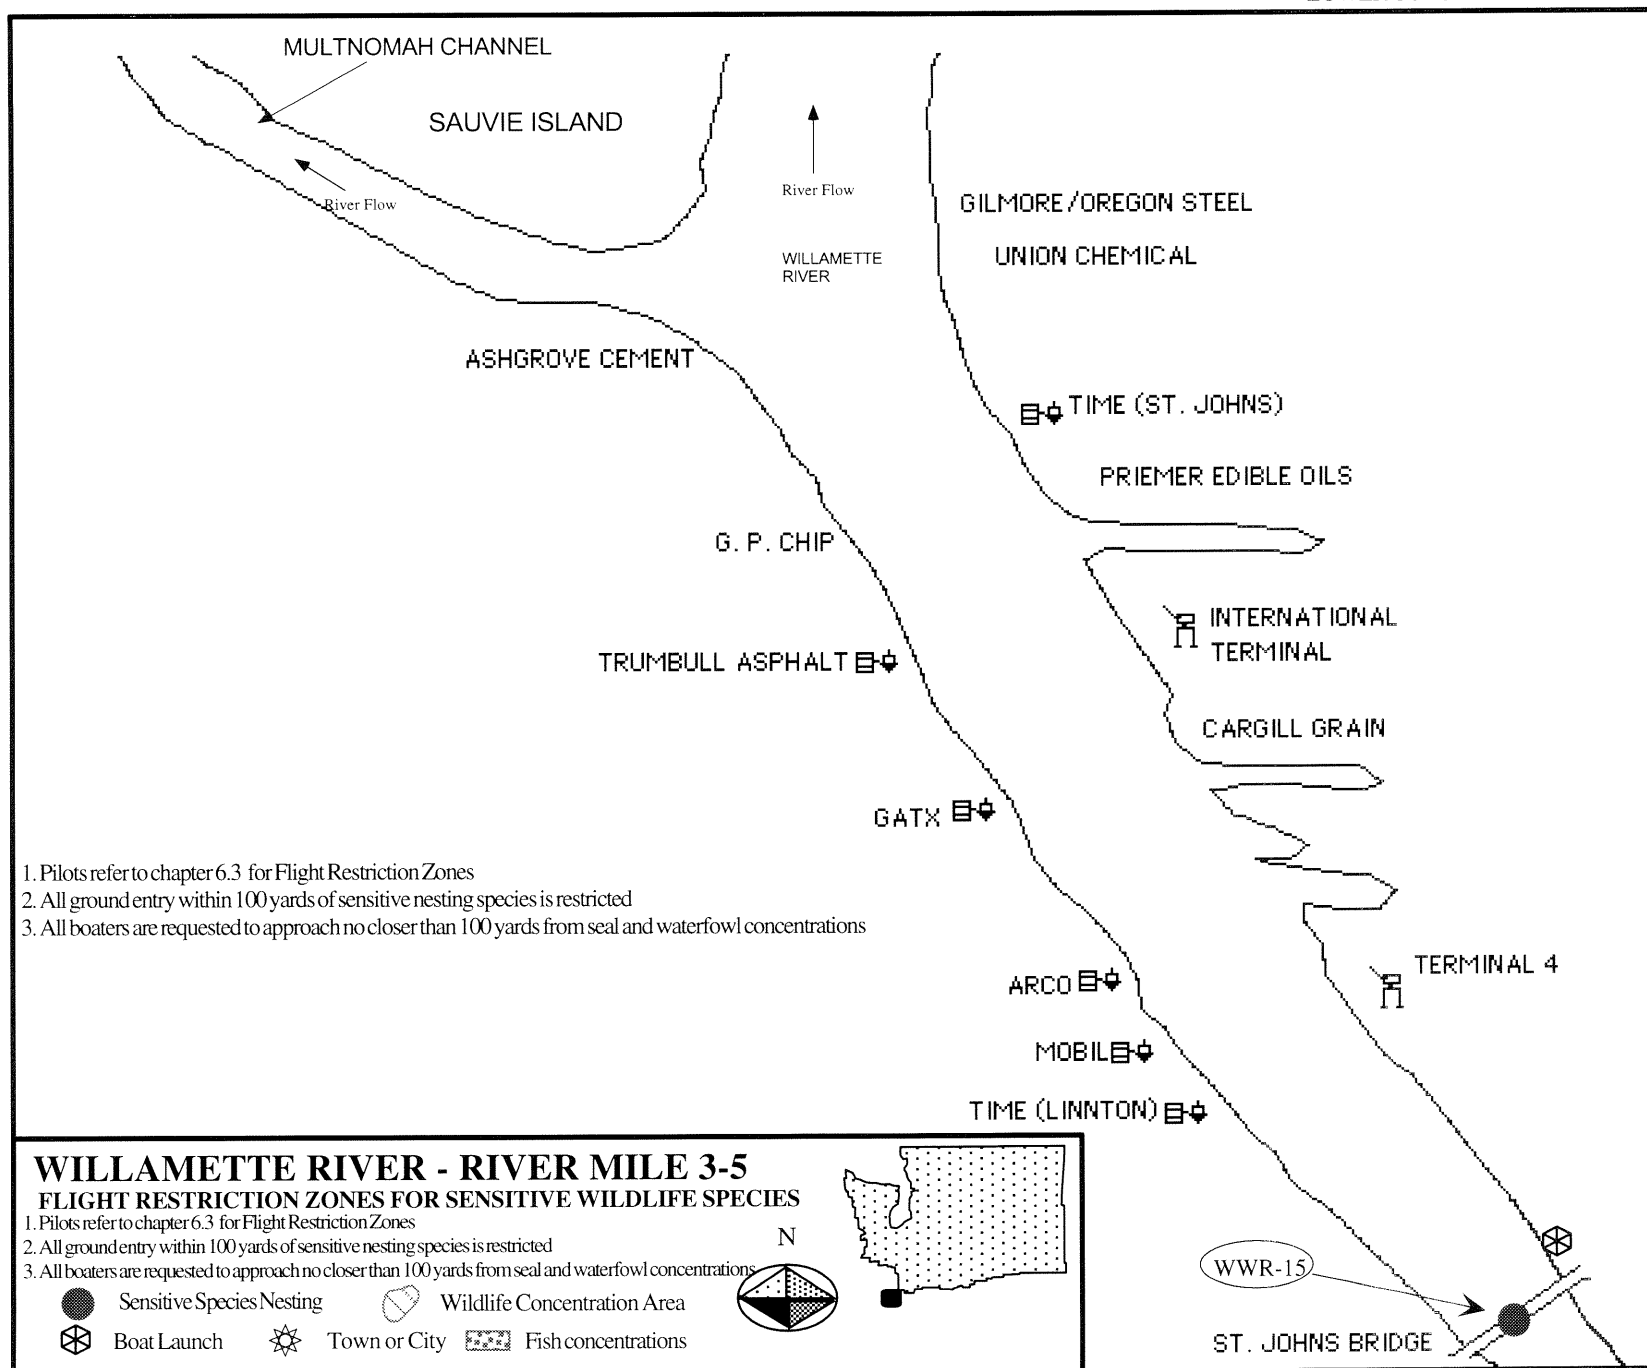 MULTNOMAH CHANNEL
SAUVIE ISLAND
River Flow
River Flow
WILLAMETTE
RIVER
GILMORE/OREGON STEEL
UNION CHEMICAL
ASHGROVE CEMENT
TIME (ST. JOHNS)
PRIEMER EDIBLE OILS
G. P. CHIP
INTERNATIONAL
TERMINAL
TRUMBULL ASPHALT
CARGILL GRAIN
GATX
1. Pilots refer to chapter 6.3 for Flight Restriction Zones
2. All ground entry within 100 yards of sensitive nesting species is restricted
3. All boaters are requested to approach no closer than 100 yards from seal and waterfowl concentrations
TERMINAL 4
ARCO
MOBIL
TIME (LINNTON)
WILLAMETTE RIVER - RIVER MILE 3-5
FLIGHT RESTRICTION ZONES FOR SENSITIVE WILDLIFE SPECIES
1. Pilots refer to chapter 6.3 for Flight Restriction Zones
2. All ground entry within 100 yards of sensitive nesting species is restricted
3. All boaters are requested to approach no closer than 100 yards from seal and waterfowl concentrations
N
Sensitive Species Nesting
Wildlife Concentration Area
Boat Launch
Town or City
Fish concentrations
WWR-15
ST. JOHNS BRIDGE